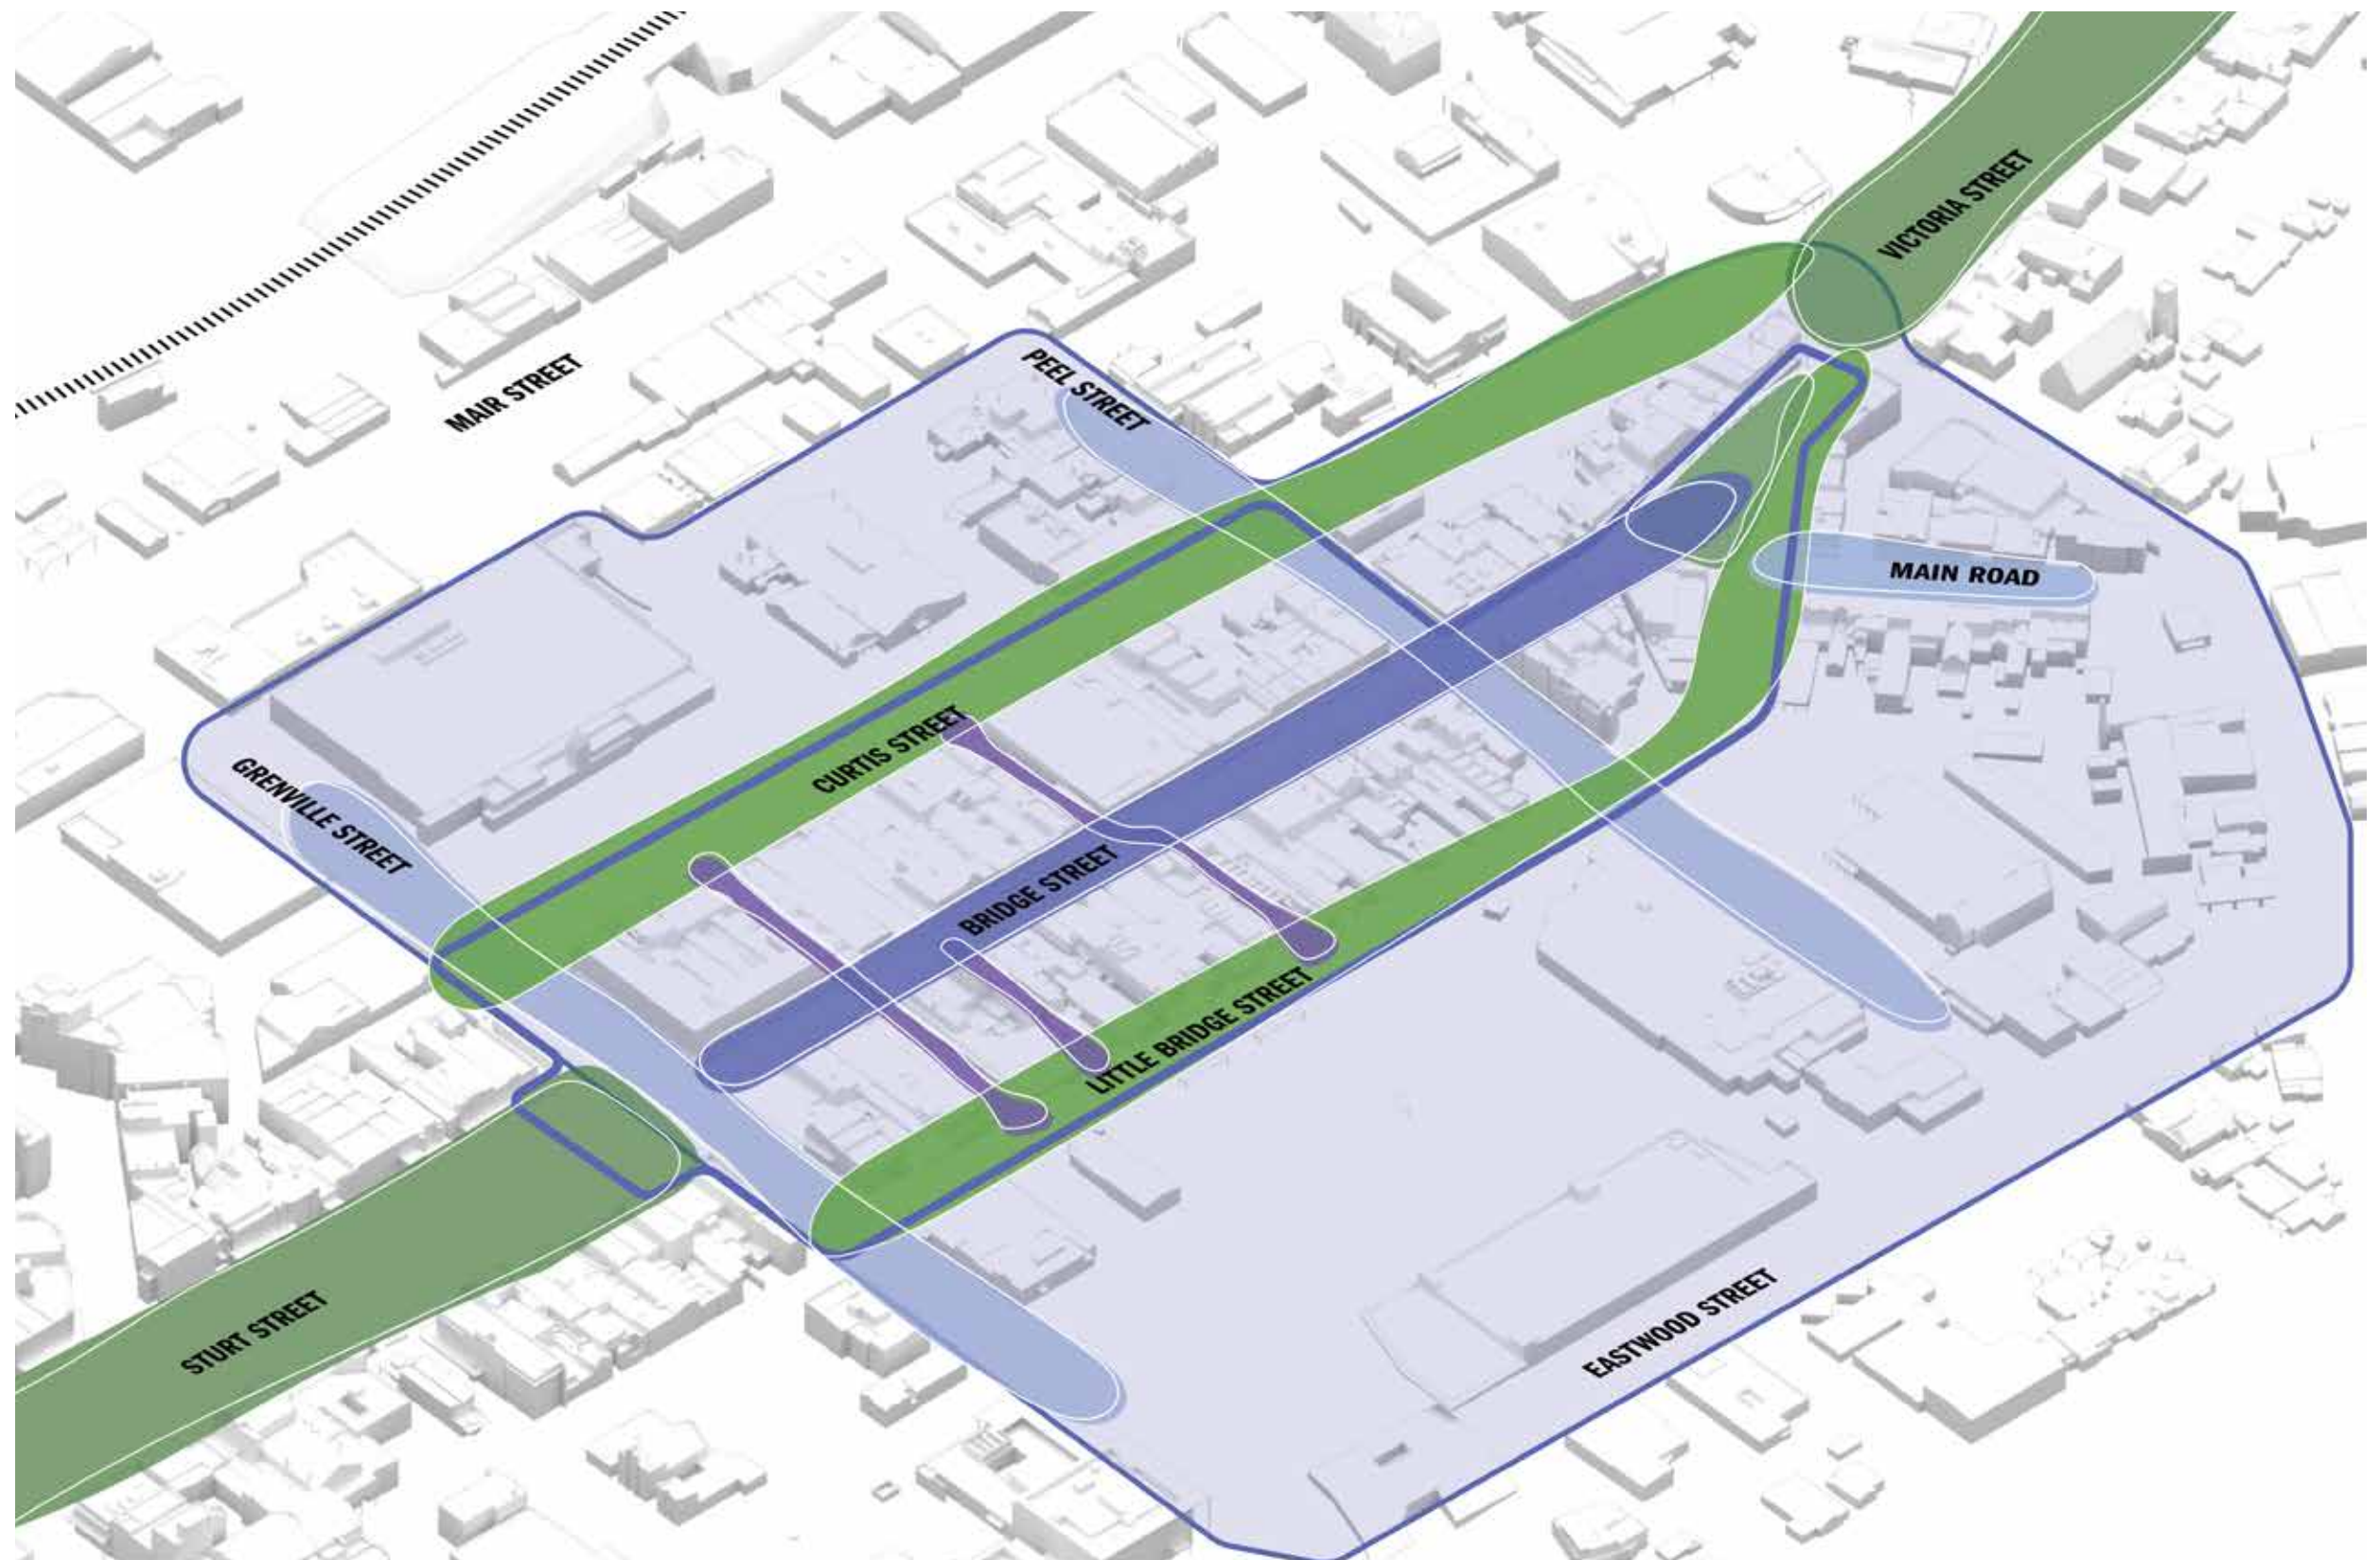 VICTORIA STREET
PEEL STREET
MAIR STREET
MAIN ROAD
CURTIS STREET
GRENVILLE STREET
BRIDGE STREET
LITTLE BRIDGE STREET
STURT STREET
EASTWOOD STREET